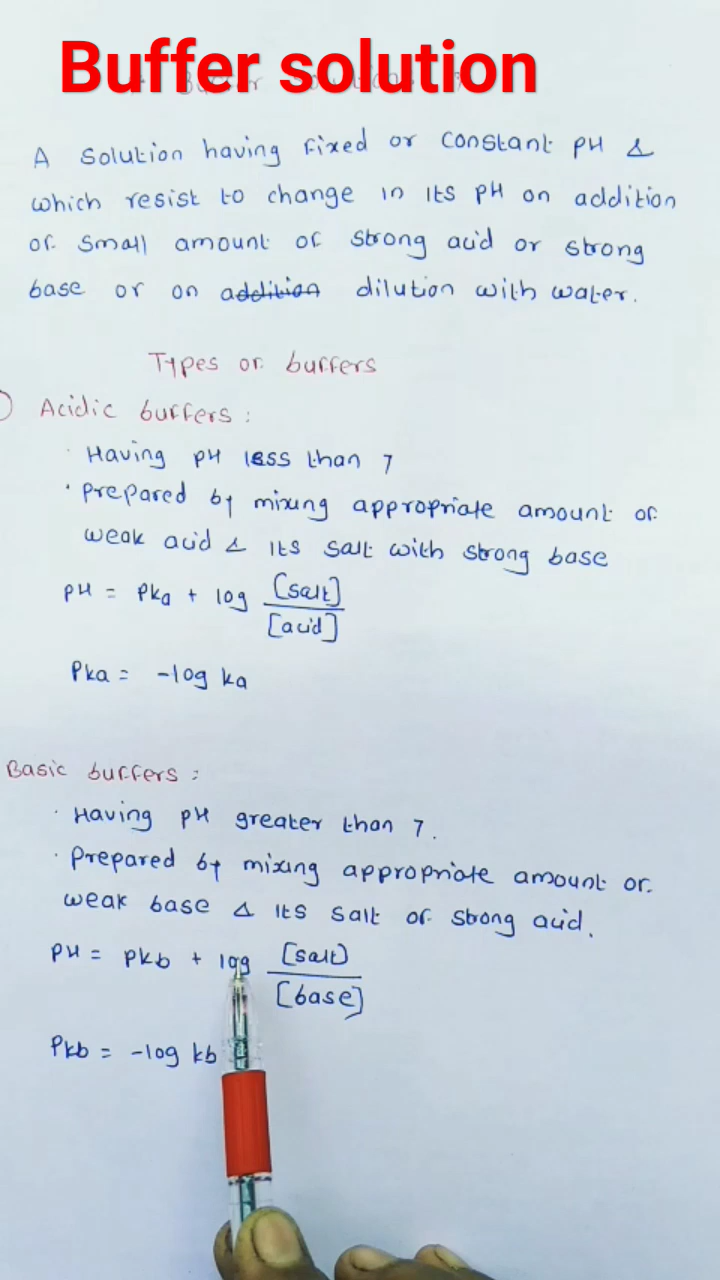 Buffer solution
A solution having fixed or constant pH &
which resist to change in its pH on addition
of small amount of strong acid or strong
base or on addition dilution with water.
Types of buffers
Acidic buffers :
· Having pH less than 7
· prepared by mixing appropriate amount of
weak acid & its salt with strong base
pH = pKa + log [salt]
[acid]
Pka = -log ka
Basic buffers :
· Having pH greater than 7.
· prepared by mixing appropriate amount of
weak base & its salt of strong acid.
pH = pkb + log [salt]
[base]
Pkb = -log kb